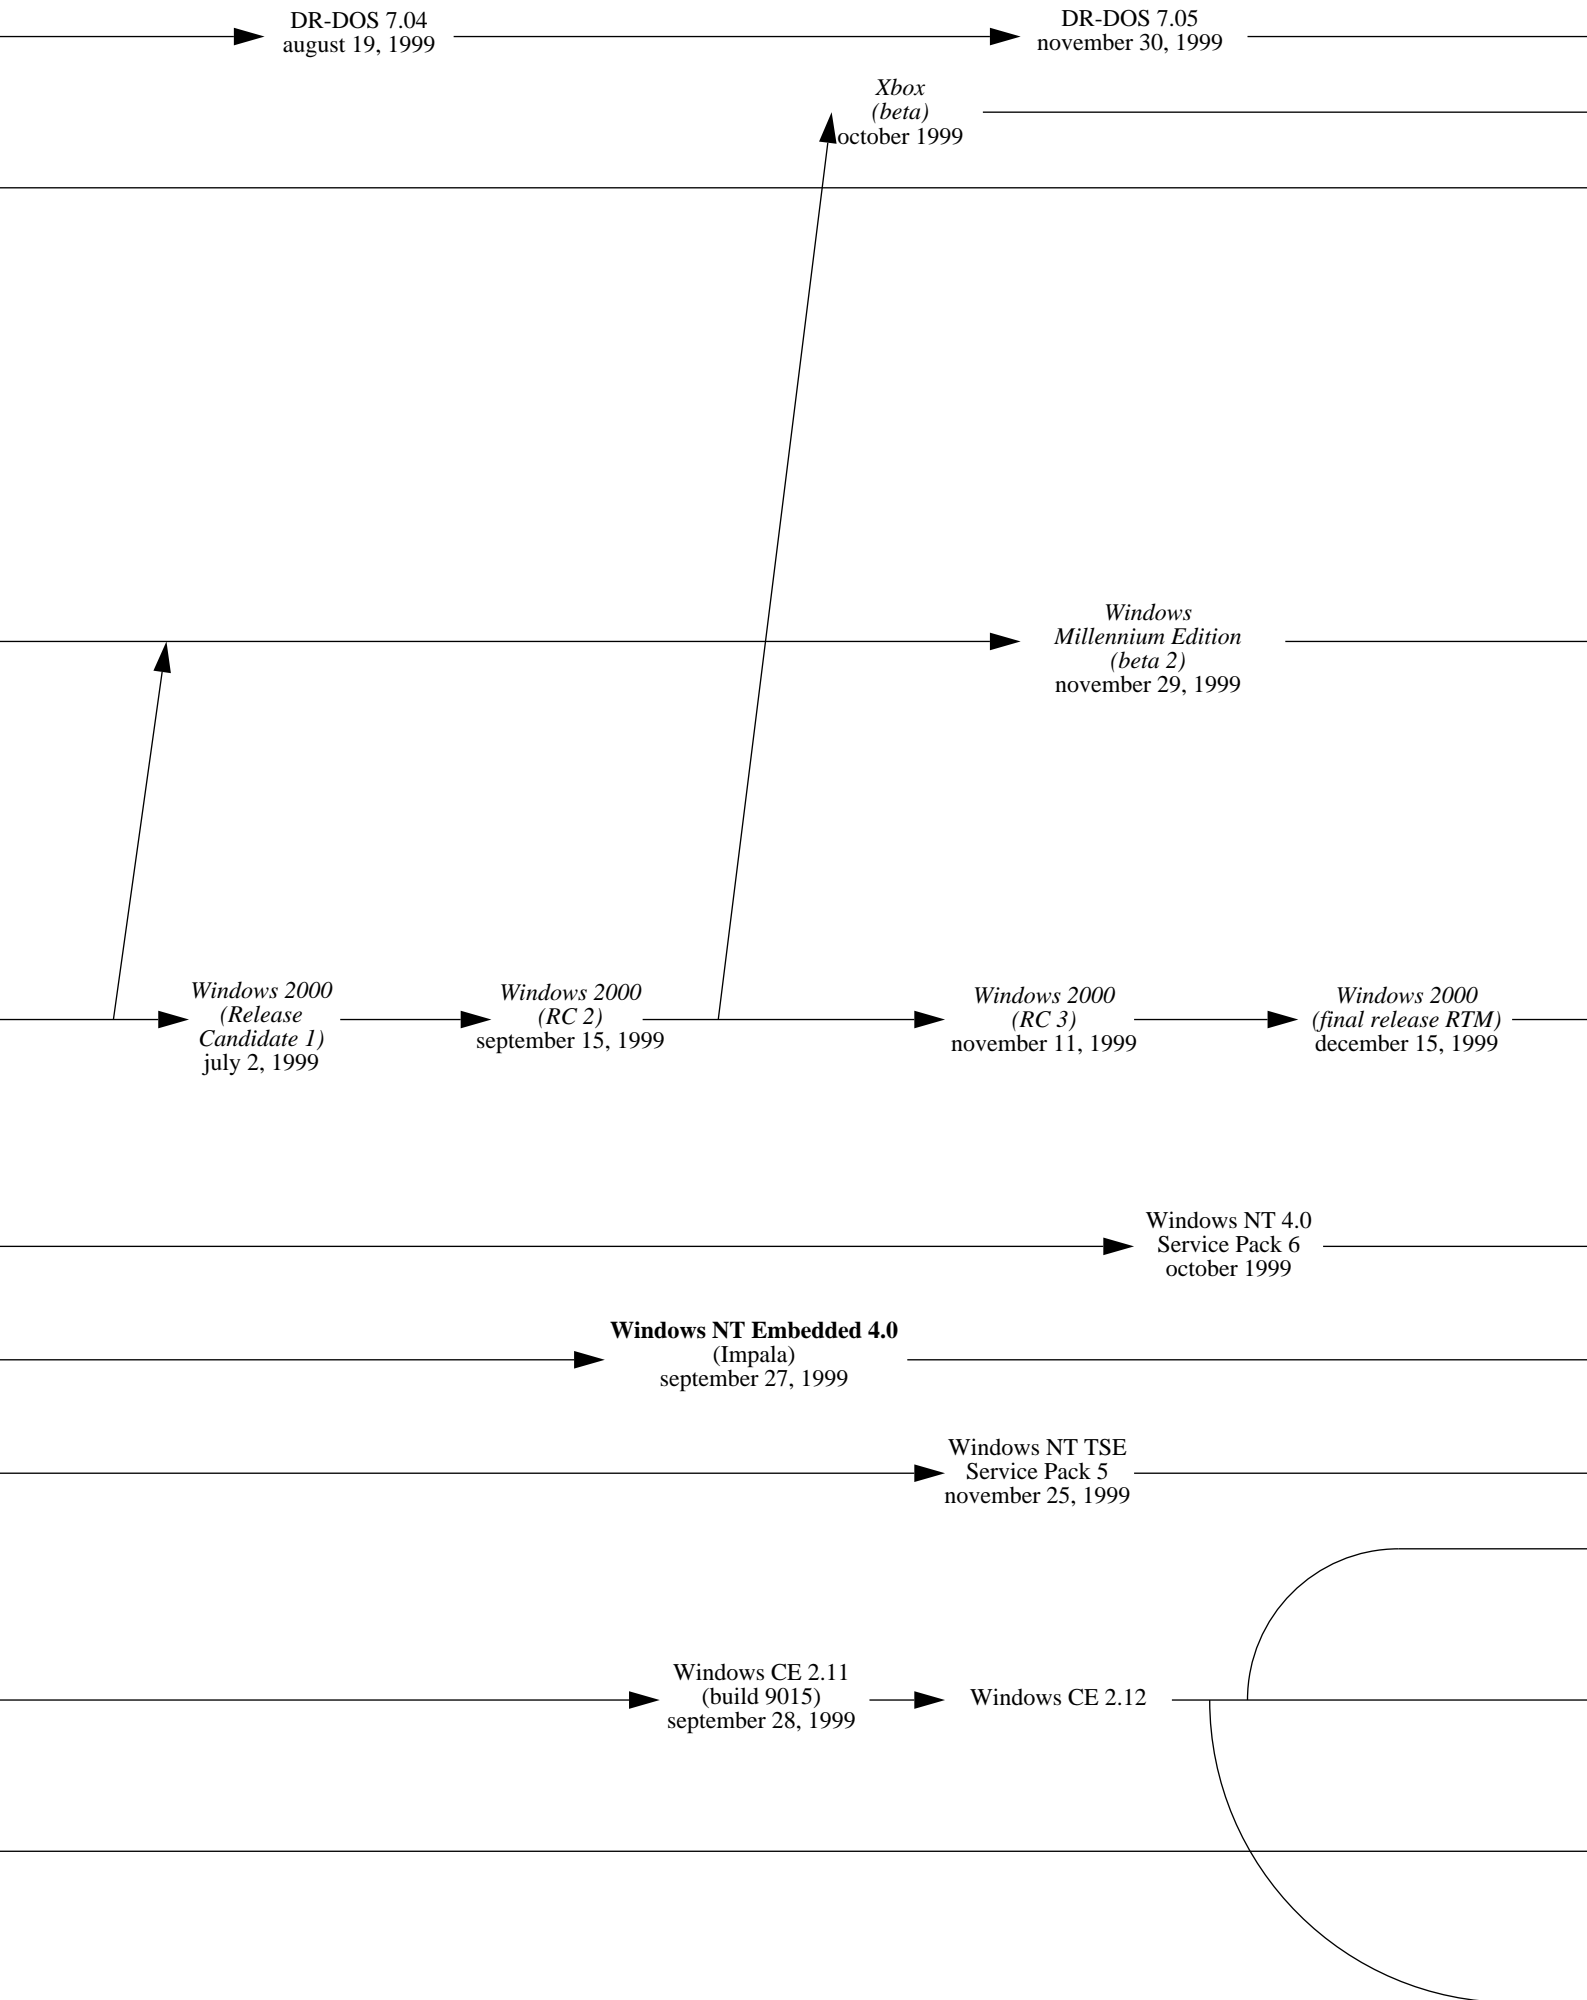 DR-DOS 7.04
august 19, 1999
DR-DOS 7.05
november 30, 1999
Xbox
(beta)
october 1999
Windows
Millennium Edition
(beta 2)
november 29, 1999
Windows 2000
(Release
Candidate 1)
july 2, 1999
Windows 2000
(RC 2)
september 15, 1999
Windows 2000
(RC 3)
november 11, 1999
Windows 2000
(final release RTM)
december 15, 1999
Windows NT 4.0
Service Pack 6
october 1999
Windows NT Embedded 4.0
(Impala)
september 27, 1999
Windows NT TSE
Service Pack 5
november 25, 1999
Windows CE 2.11
(build 9015)
september 28, 1999
Windows CE 2.12